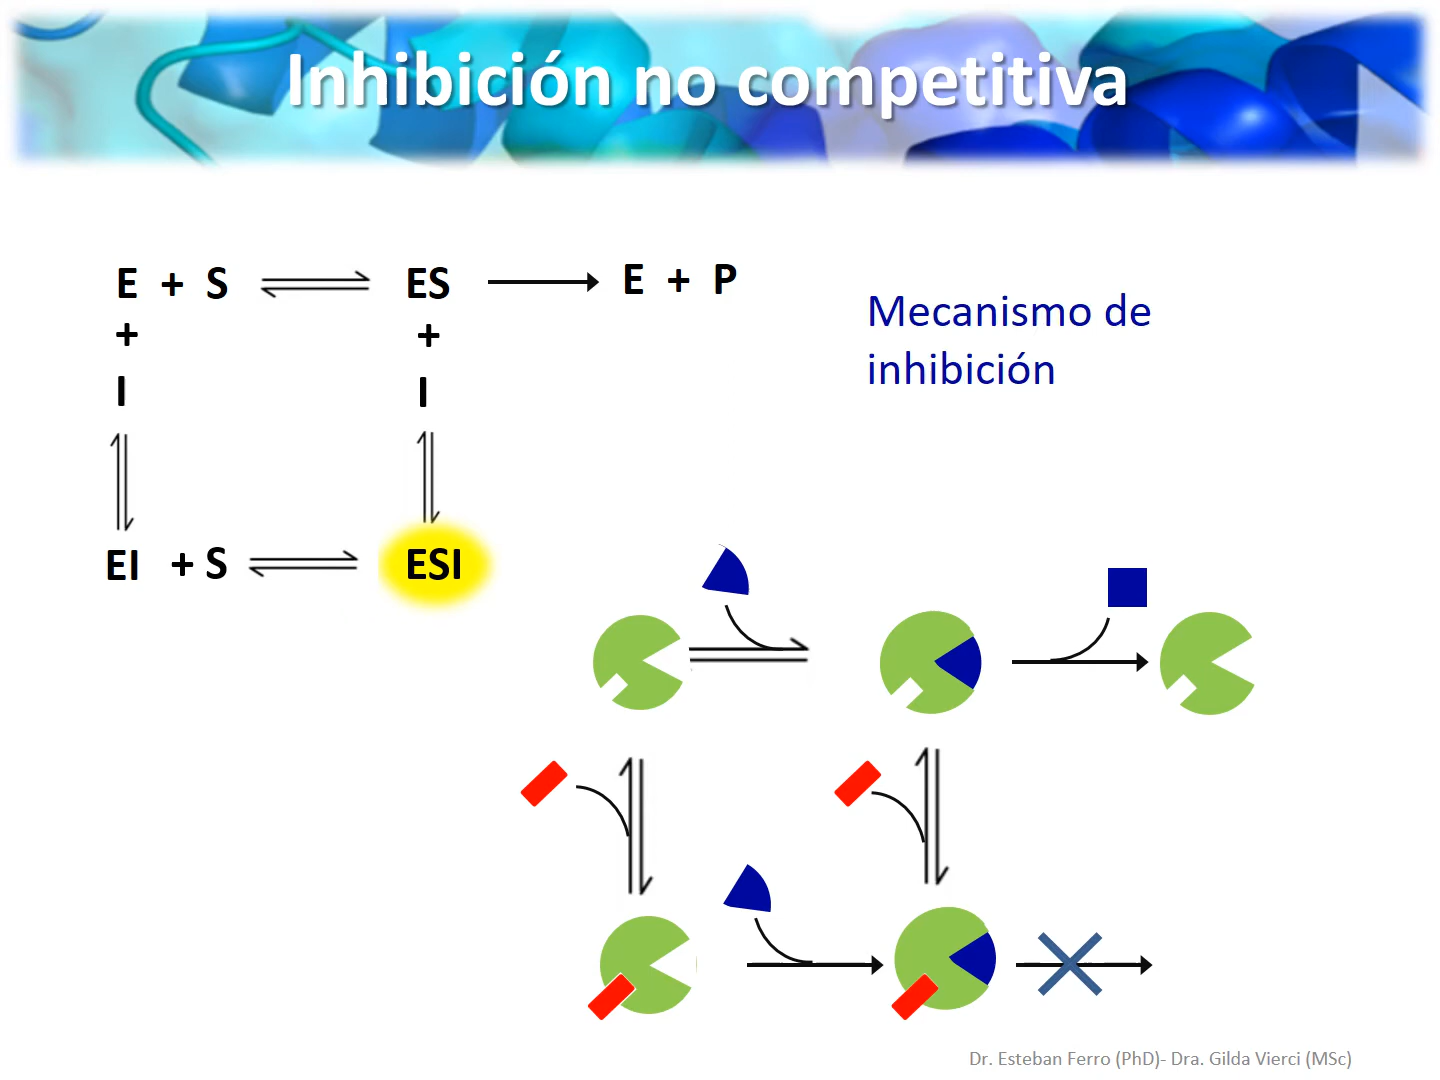 Inhibición no competitiva
E + S ES E + P
+ +
I I
EI + S ESI
Mecanismo de
inhibición
Dr. Esteban Ferro (PhD)- Dra. Gilda Vierci (MSc)